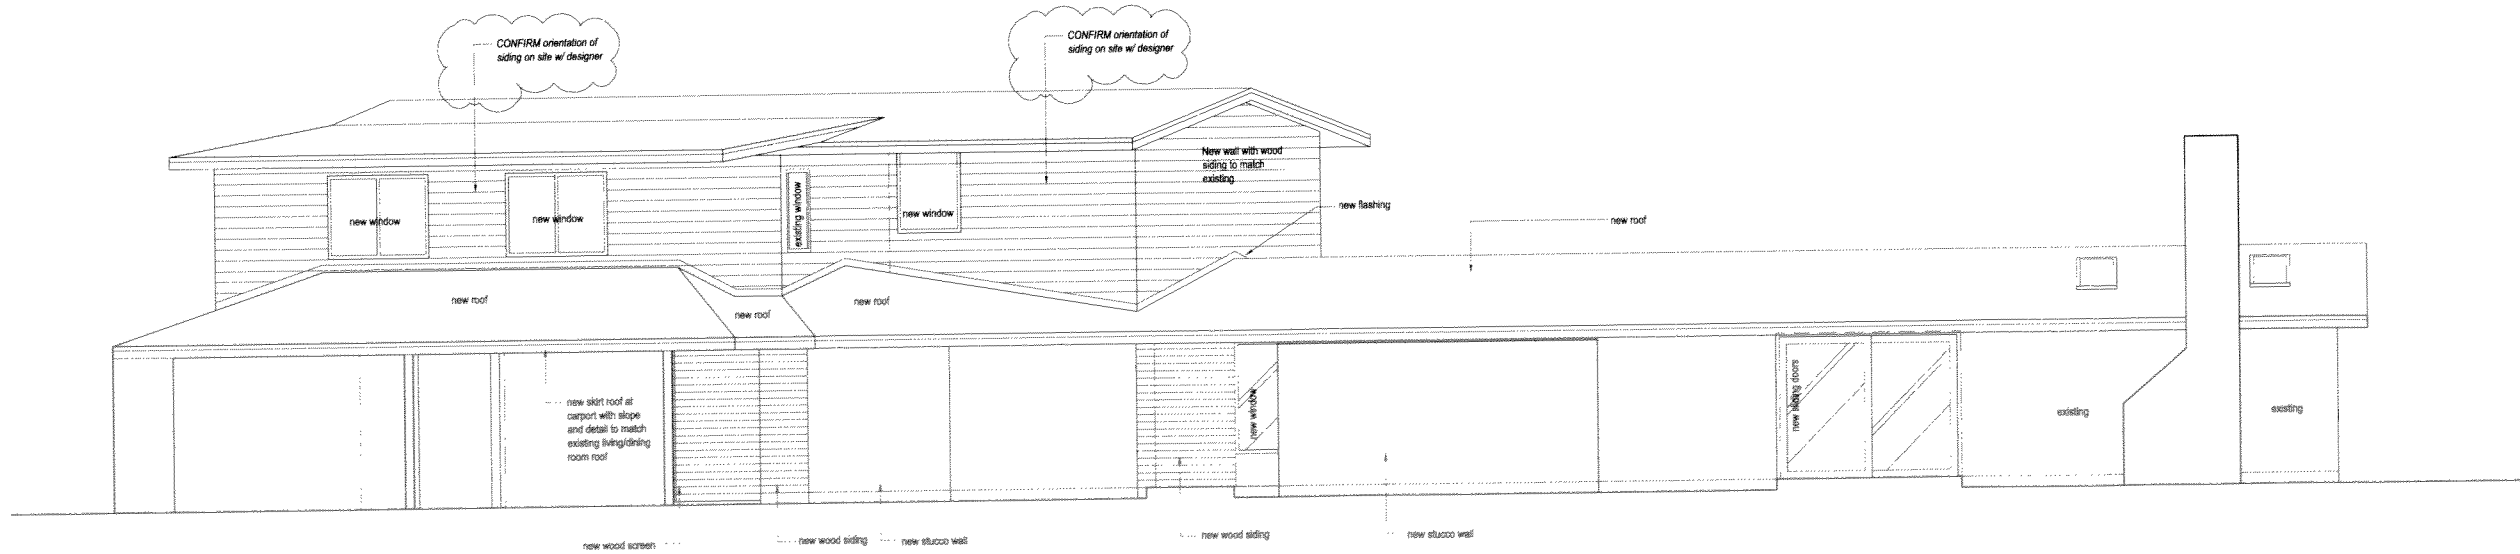 CONFIRM orientation of
siding on site w/ designer
CONFIRM orientation of
siding on site w/ designer
New wall with wood
siding to match
existing
new window
new window
existing window
new window
new flashing
new roof
new roof
new roof
new roof
new skirt roof at
carport with slope
and detail to match
existing living/dining
room roof
new window
new sliding doors
existing
existing
new wood screen
new wood siding
new stucco wall
new wood siding
new stucco wall